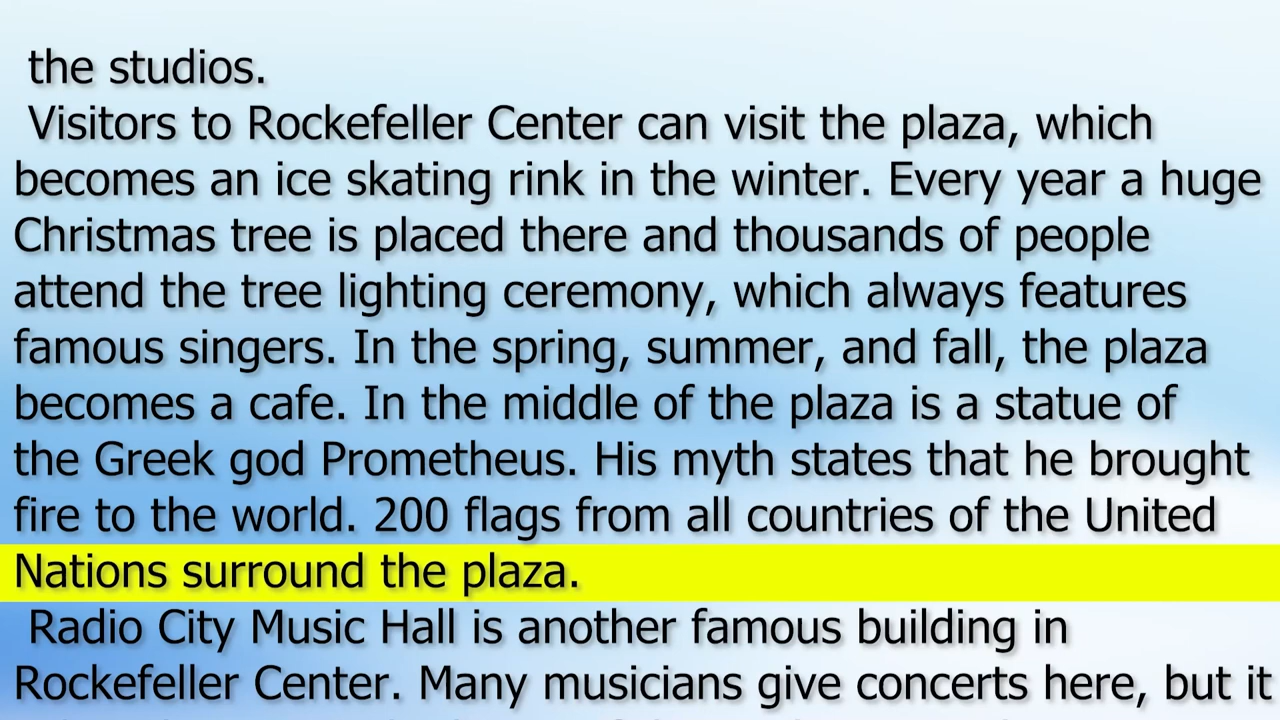 the studios.
Visitors to Rockefeller Center can visit the plaza, which
becomes an ice skating rink in the winter. Every year a huge
Christmas tree is placed there and thousands of people
attend the tree lighting ceremony, which always features
famous singers. In the spring, summer, and fall, the plaza
becomes a cafe. In the middle of the plaza is a statue of
the Greek god Prometheus. His myth states that he brought
fire to the world. 200 flags from all countries of the United
Nations surround the plaza.
Radio City Music Hall is another famous building in
Rockefeller Center. Many musicians give concerts here, but it